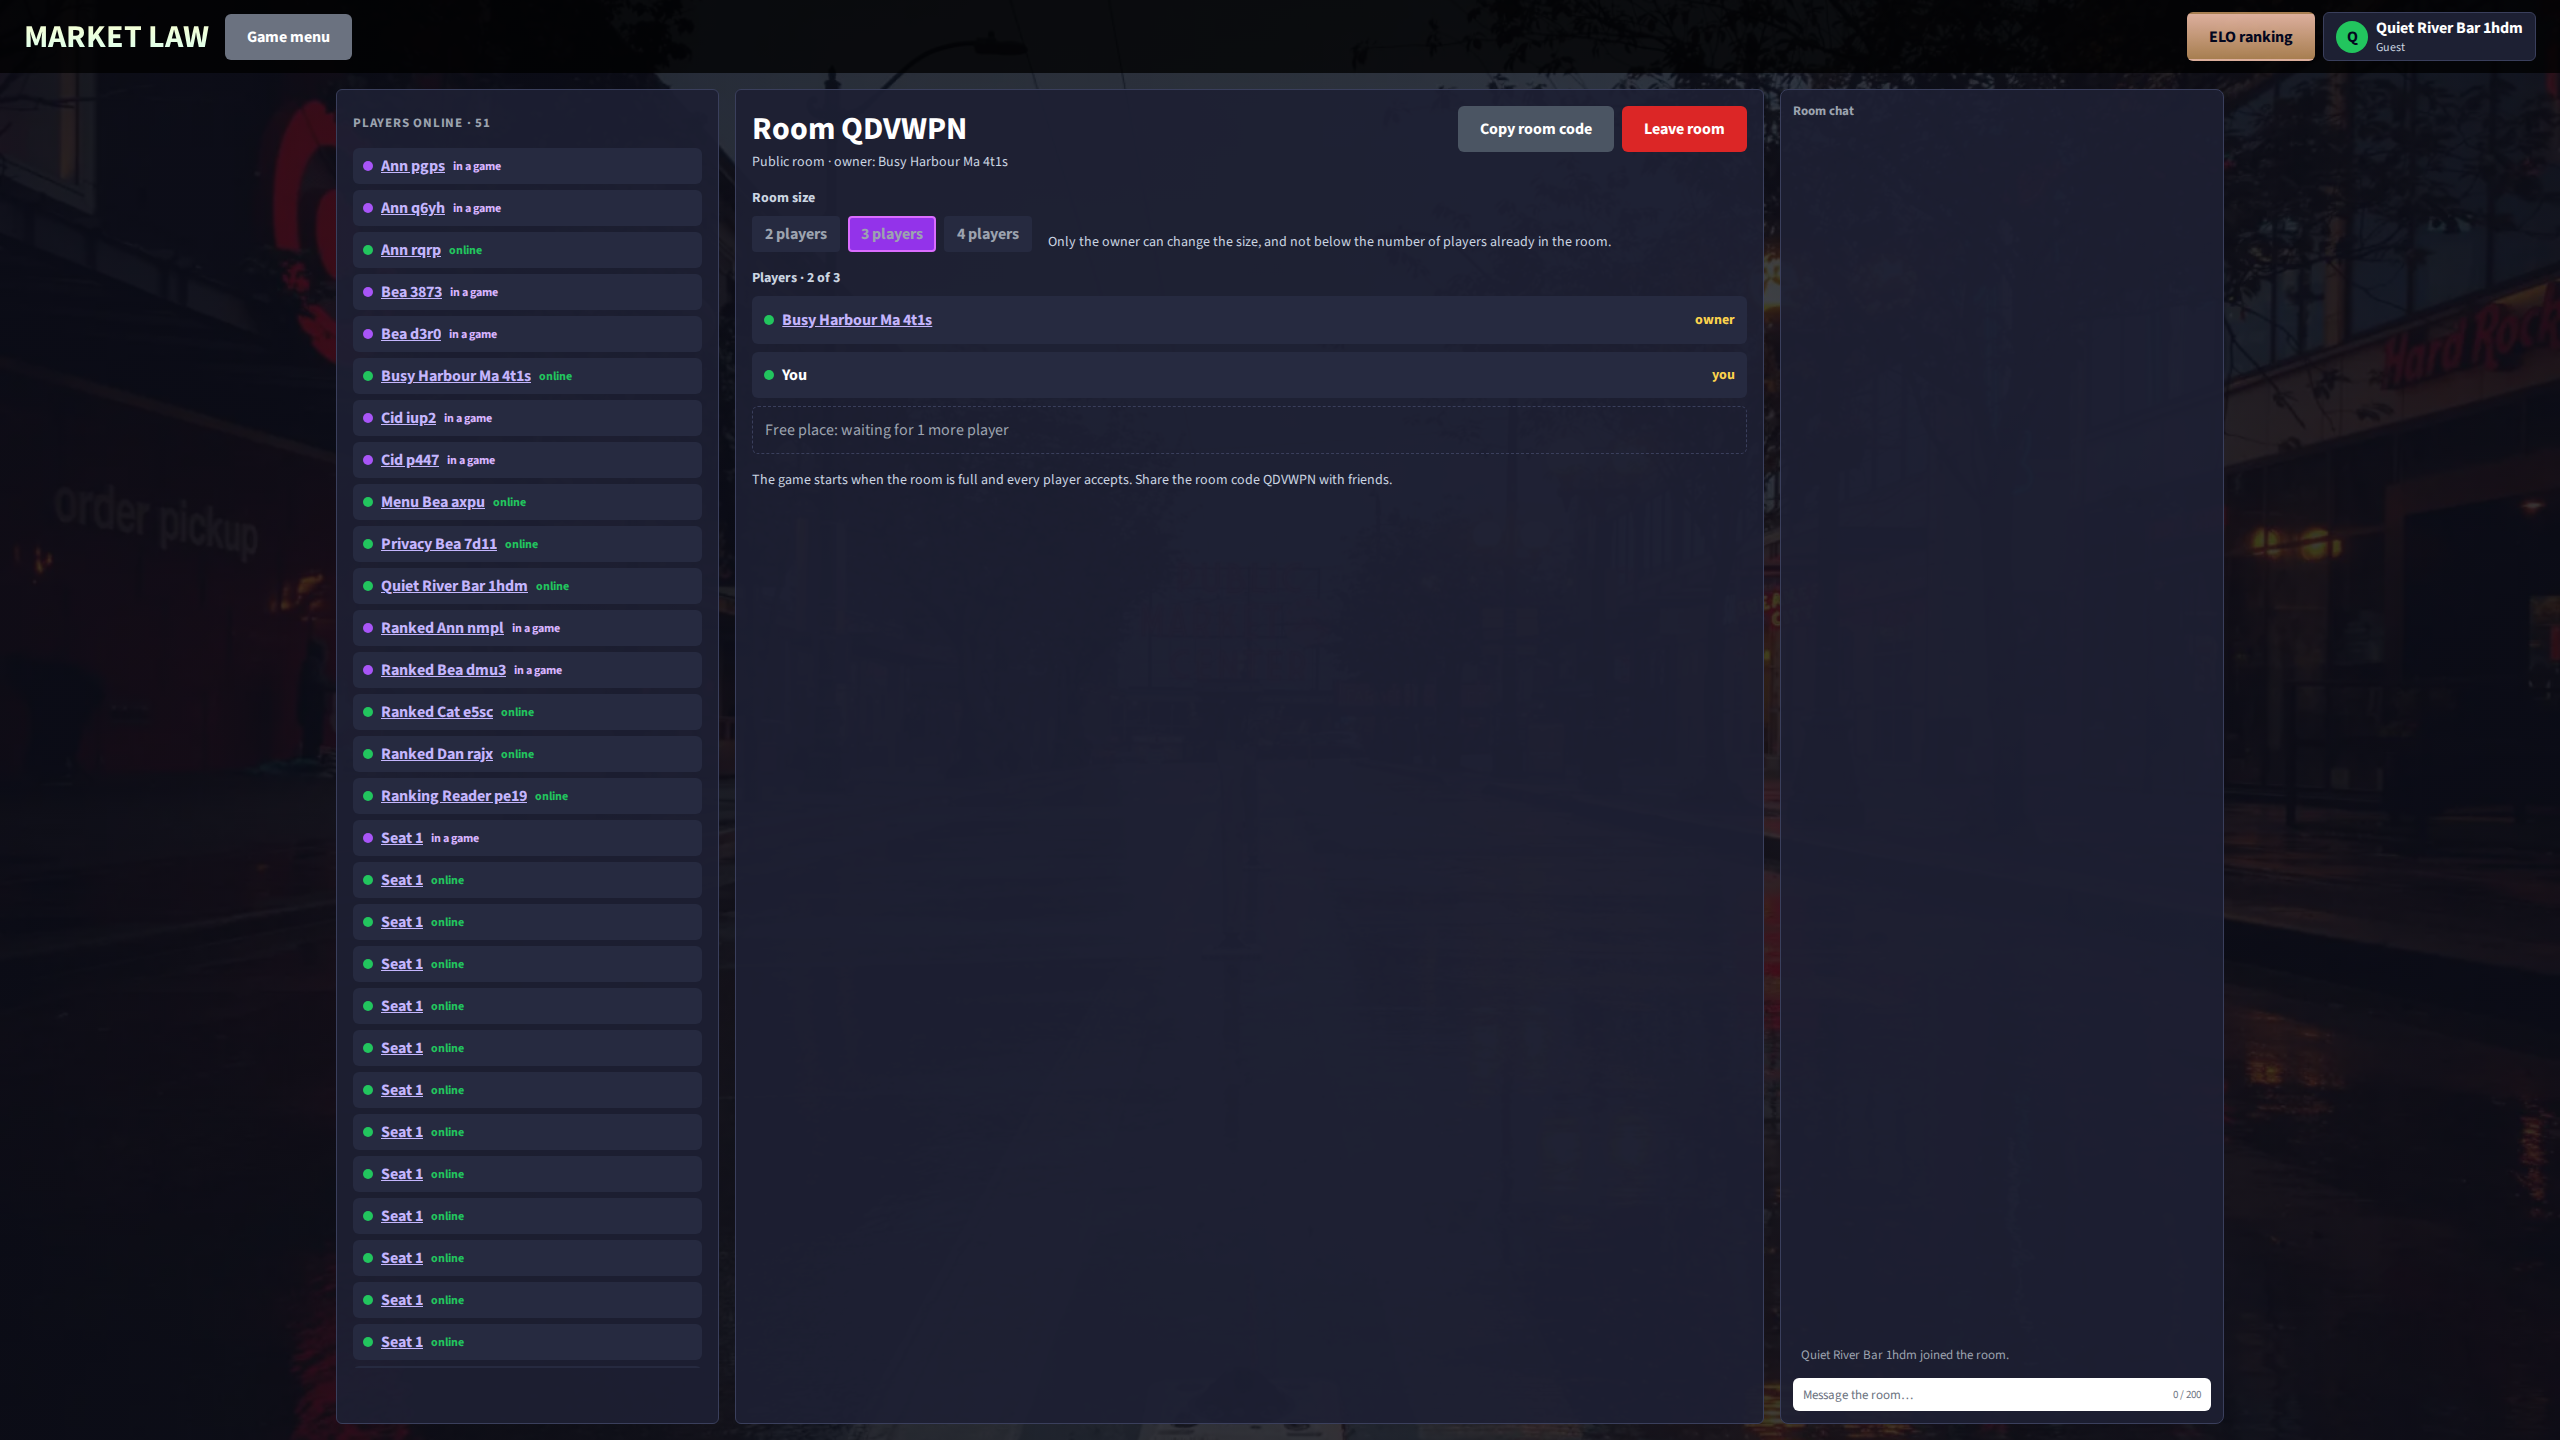 MARKET LAW
Game menu
ELO ranking
Q
Quiet River Bar 1hdm
Guest
PLAYERS ONLINE · 51
Ann pgps in a game
Ann q6yh in a game
Ann rqrp online
Bea 3873 in a game
Bea d3r0 in a game
Busy Harbour Ma 4t1s online
Cid iup2 in a game
Cid p447 in a game
Menu Bea axpu online
Privacy Bea 7d11 online
Quiet River Bar 1hdm online
Ranked Ann nmpl in a game
Ranked Bea dmu3 in a game
Ranked Cat e5sc online
Ranked Dan rajx online
Ranking Reader pe19 online
Seat 1 in a game
Seat 1 online
Seat 1 online
Seat 1 online
Seat 1 online
Seat 1 online
Seat 1 online
Seat 1 online
Seat 1 online
Seat 1 online
Seat 1 online
Seat 1 online
Seat 1 online
Room QDVWPN
Copy room code
Leave room
Public room · owner: Busy Harbour Ma 4t1s
Room size
2 players
3 players
4 players
Only the owner can change the size, and not below the number of players already in the room.
Players · 2 of 3
Busy Harbour Ma 4t1s owner
You you
Free place: waiting for 1 more player
The game starts when the room is full and every player accepts. Share the room code QDVWPN with friends.
Room chat
Quiet River Bar 1hdm joined the room.
Message the room…
0 / 200
order pickup
Hard Rock